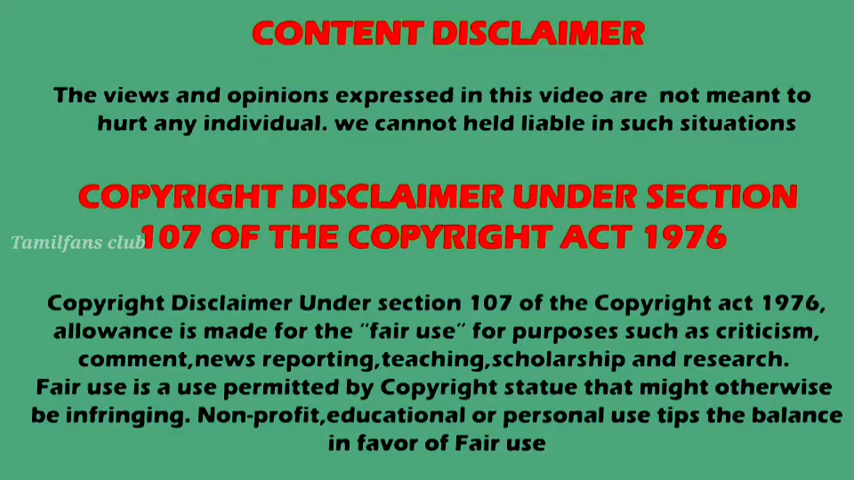 CONTENT DISCLAIMER
The views and opinions expressed in this video are not meant to
hurt any individual. we cannot held liable in such situations
COPYRIGHT DISCLAIMER UNDER SECTION
107 OF THE COPYRIGHT ACT 1976
Tamilfans club
Copyright Disclaimer Under section 107 of the Copyright act 1976,
allowance is made for the "fair use" for purposes such as criticism,
comment,news reporting,teaching,scholarship and research.
Fair use is a use permitted by Copyright statue that might otherwise
be infringing. Non-profit,educational or personal use tips the balance
in favor of Fair use